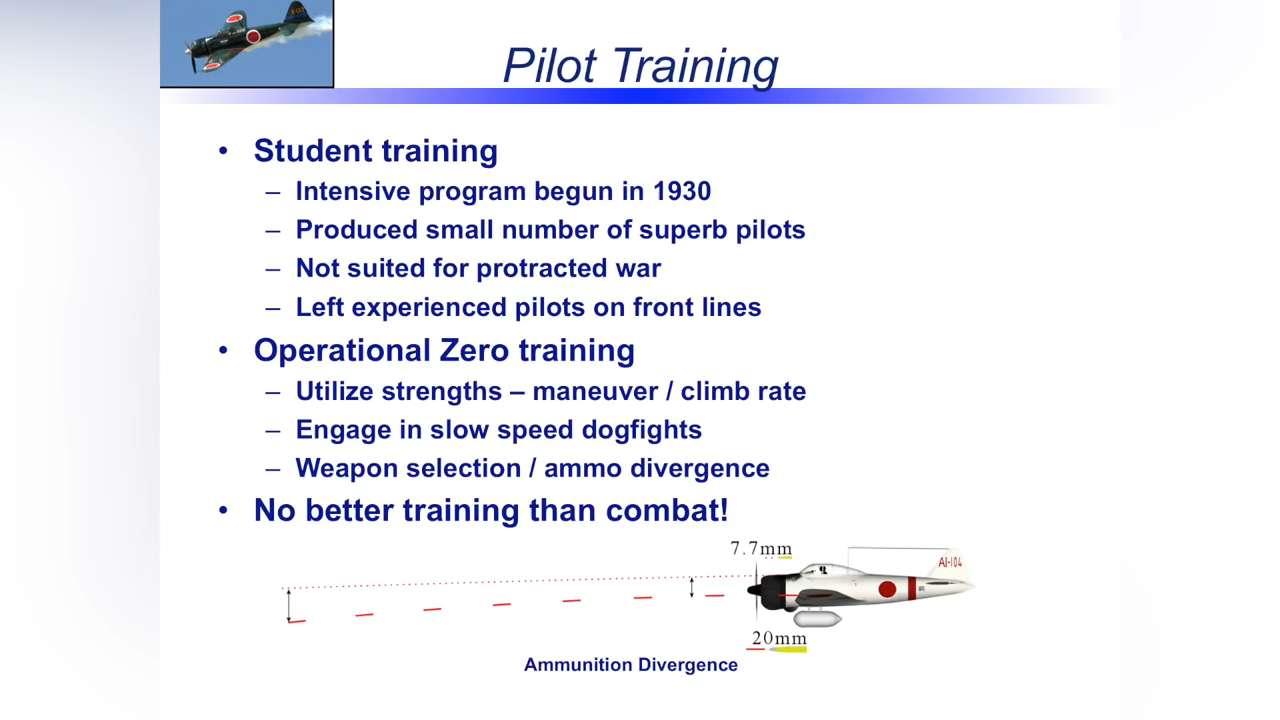 Pilot Training
• Student training
– Intensive program begun in 1930
– Produced small number of superb pilots
– Not suited for protracted war
– Left experienced pilots on front lines
• Operational Zero training
– Utilize strengths – maneuver / climb rate
– Engage in slow speed dogfights
– Weapon selection / ammo divergence
• No better training than combat!
7.7mm
AI-104
20mm
Ammunition Divergence